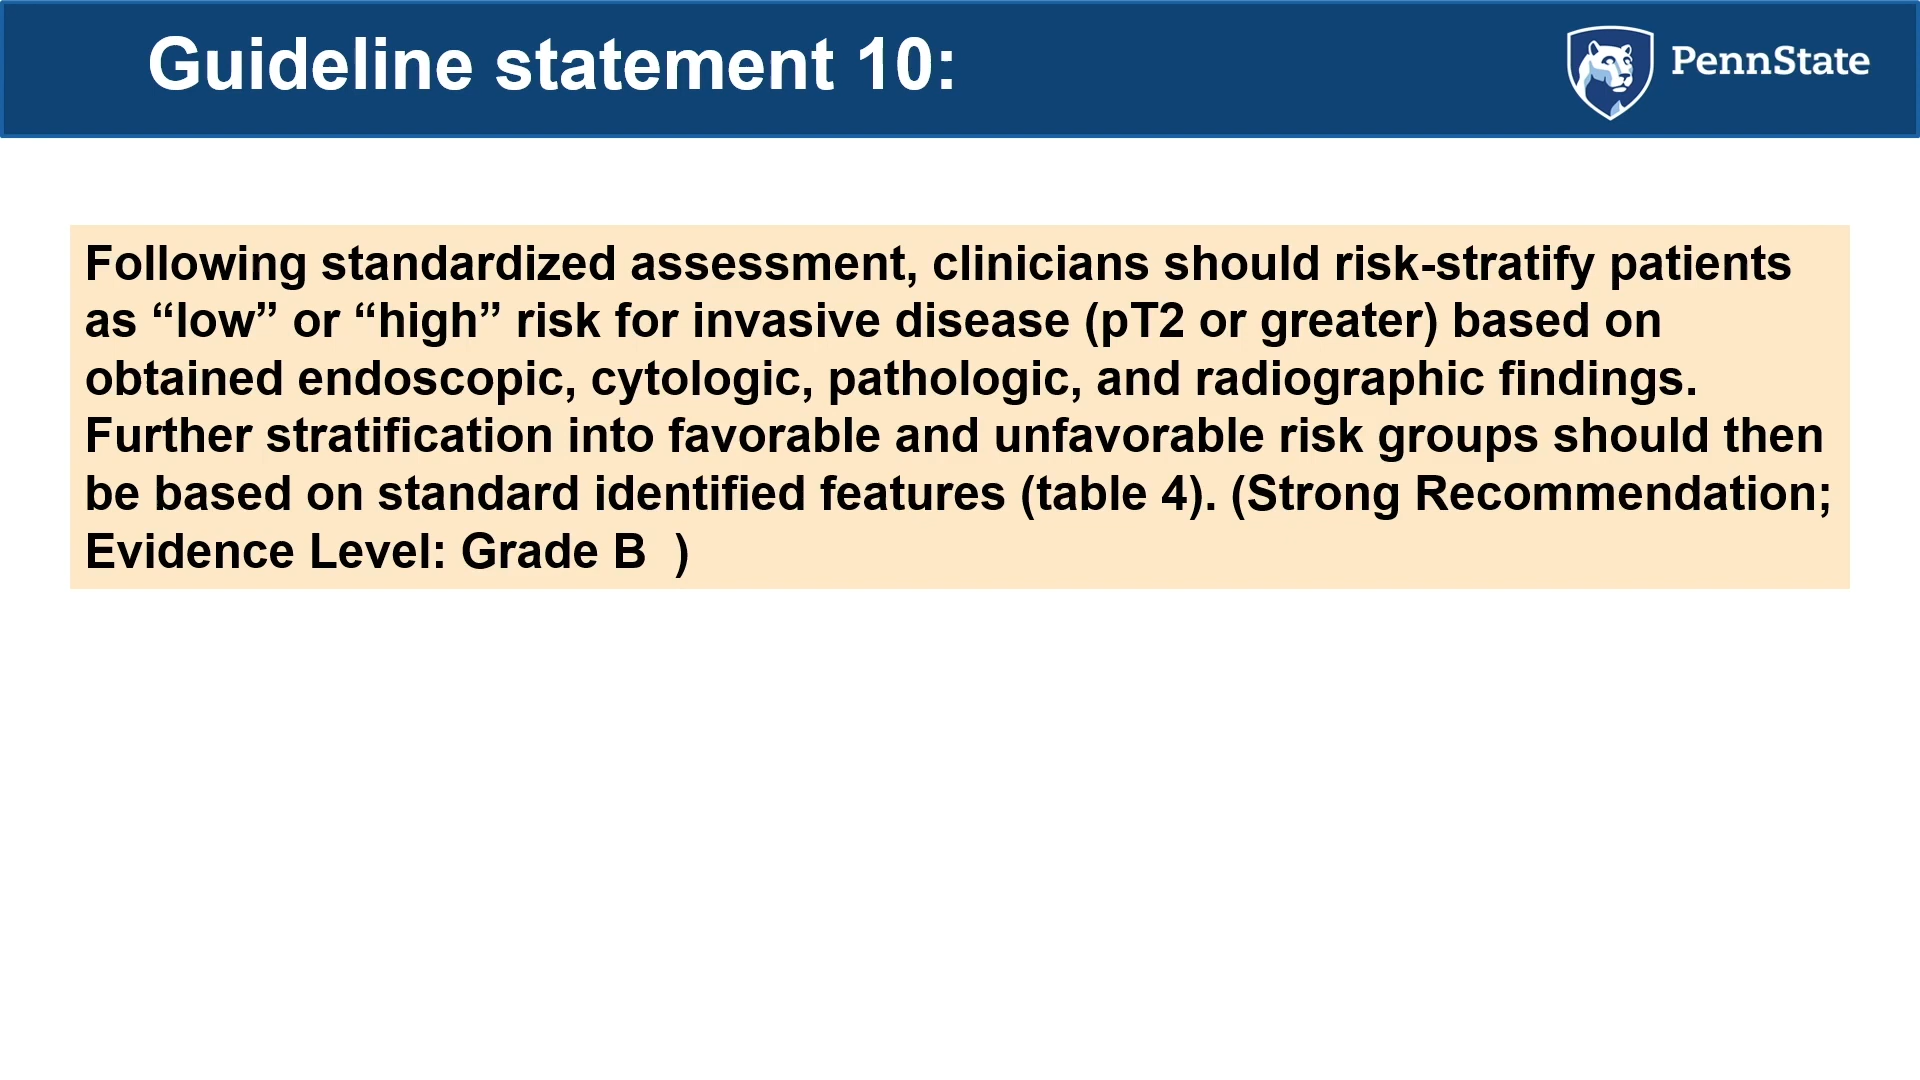 Guideline statement 10:
PennState
Following standardized assessment, clinicians should risk-stratify patients
as “low” or “high” risk for invasive disease (pT2 or greater) based on
obtained endoscopic, cytologic, pathologic, and radiographic findings.
Further stratification into favorable and unfavorable risk groups should then
be based on standard identified features (table 4). (Strong Recommendation;
Evidence Level: Grade B  )